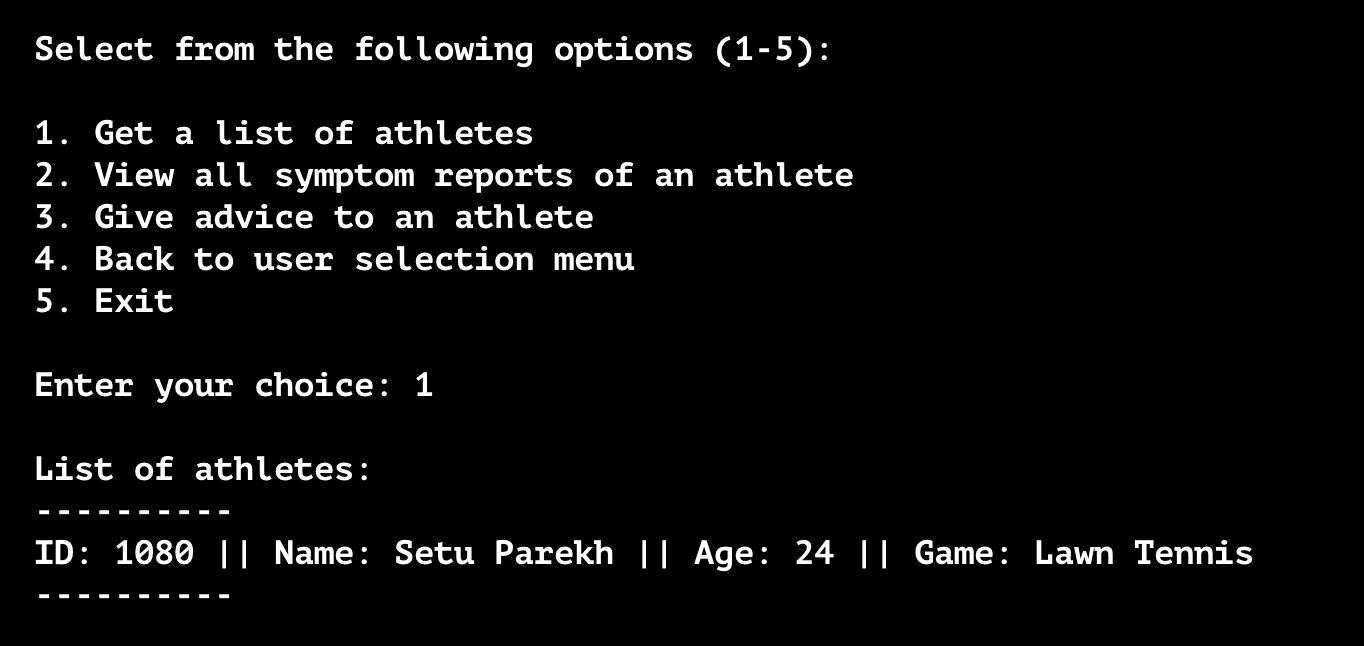 Select from the following options (1-5):
1. Get a list of athletes
2. View all symptom reports of an athlete
3. Give advice to an athlete
4. Back to user selection menu
5. Exit
Enter your choice: 1
List of athletes:
----------
ID: 1080 || Name: Setu Parekh || Age: 24 || Game: Lawn Tennis
----------